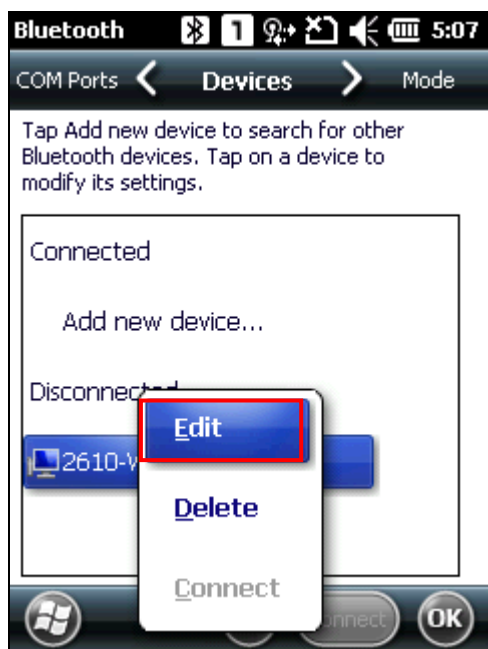 Bluetooth 1 5:07
COM Ports Devices Mode
Tap Add new device to search for other
Bluetooth devices. Tap on a device to
modify its settings.
Connected
Add new device...
Disconnected
2610-
Edit
Delete
Connect
OK